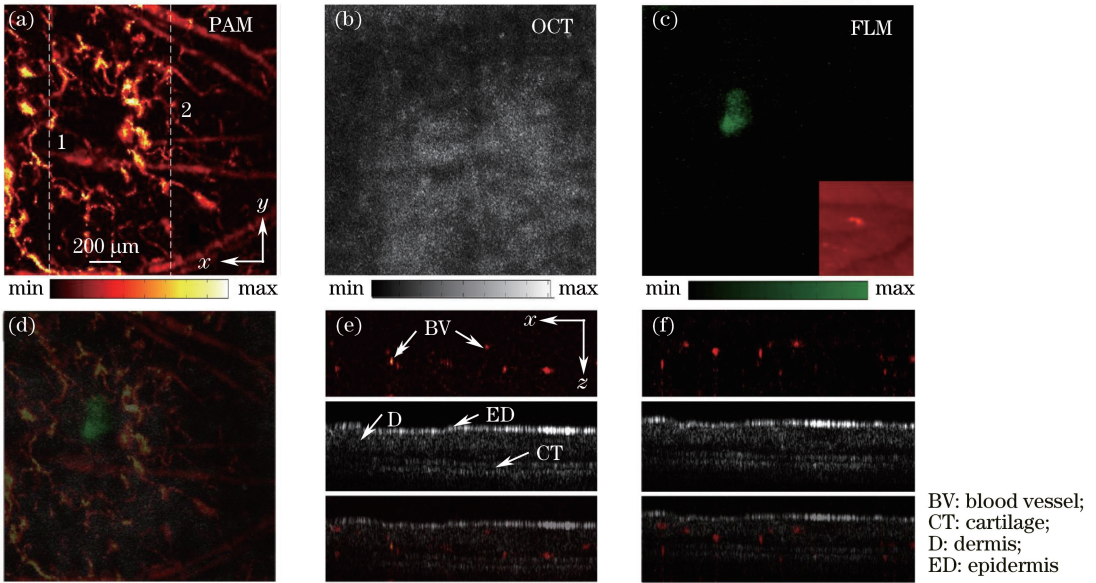 (a) PAM
1
2
200 μm
y
x
min max
(b) OCT
min max
(c) FLM
min max
(d)
(e) BV x
z
D ED
CT
(f)
BV: blood vessel;
CT: cartilage;
D: dermis;
ED: epidermis